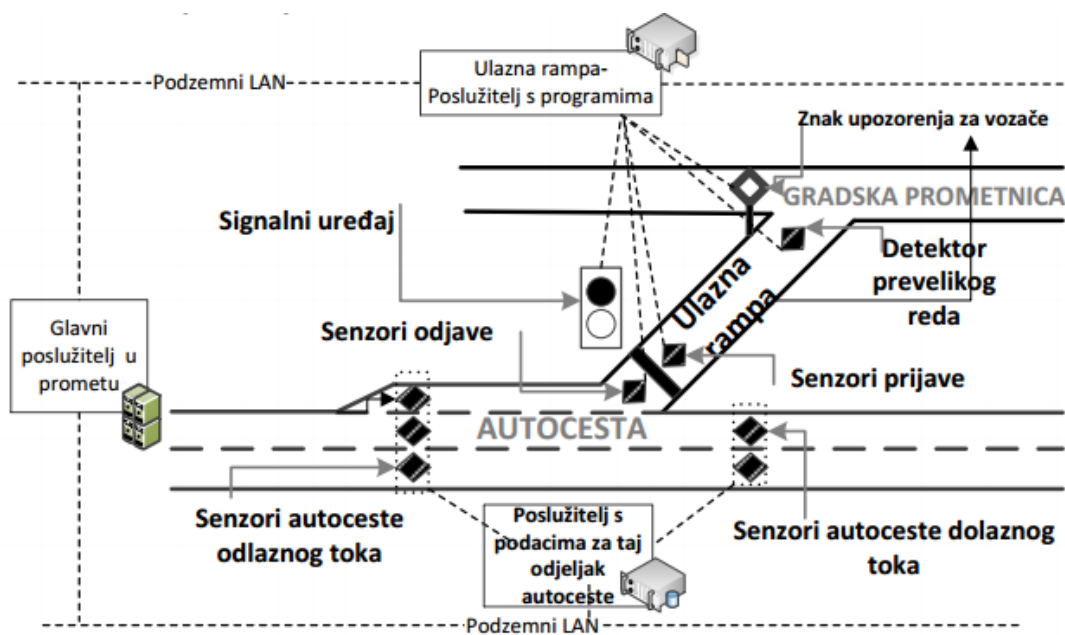 Podzemni LAN
Ulazna rampa-
Poslužitelj s programima
Znak upozorenja za vozače
GRADSKA PROMETNICA
Signalni uređaj
Detektor
prevelikog
reda
Ulazna
rampa
Glavni
poslužitelj u
prometu
Senzori odjave
Senzori prijave
AUTOCESTA
Senzori autoceste
odlaznog toka
Poslužitelj s
podacima za taj
odjeljak
autoceste
Senzori autoceste dolaznog
toka
Podzemni LAN